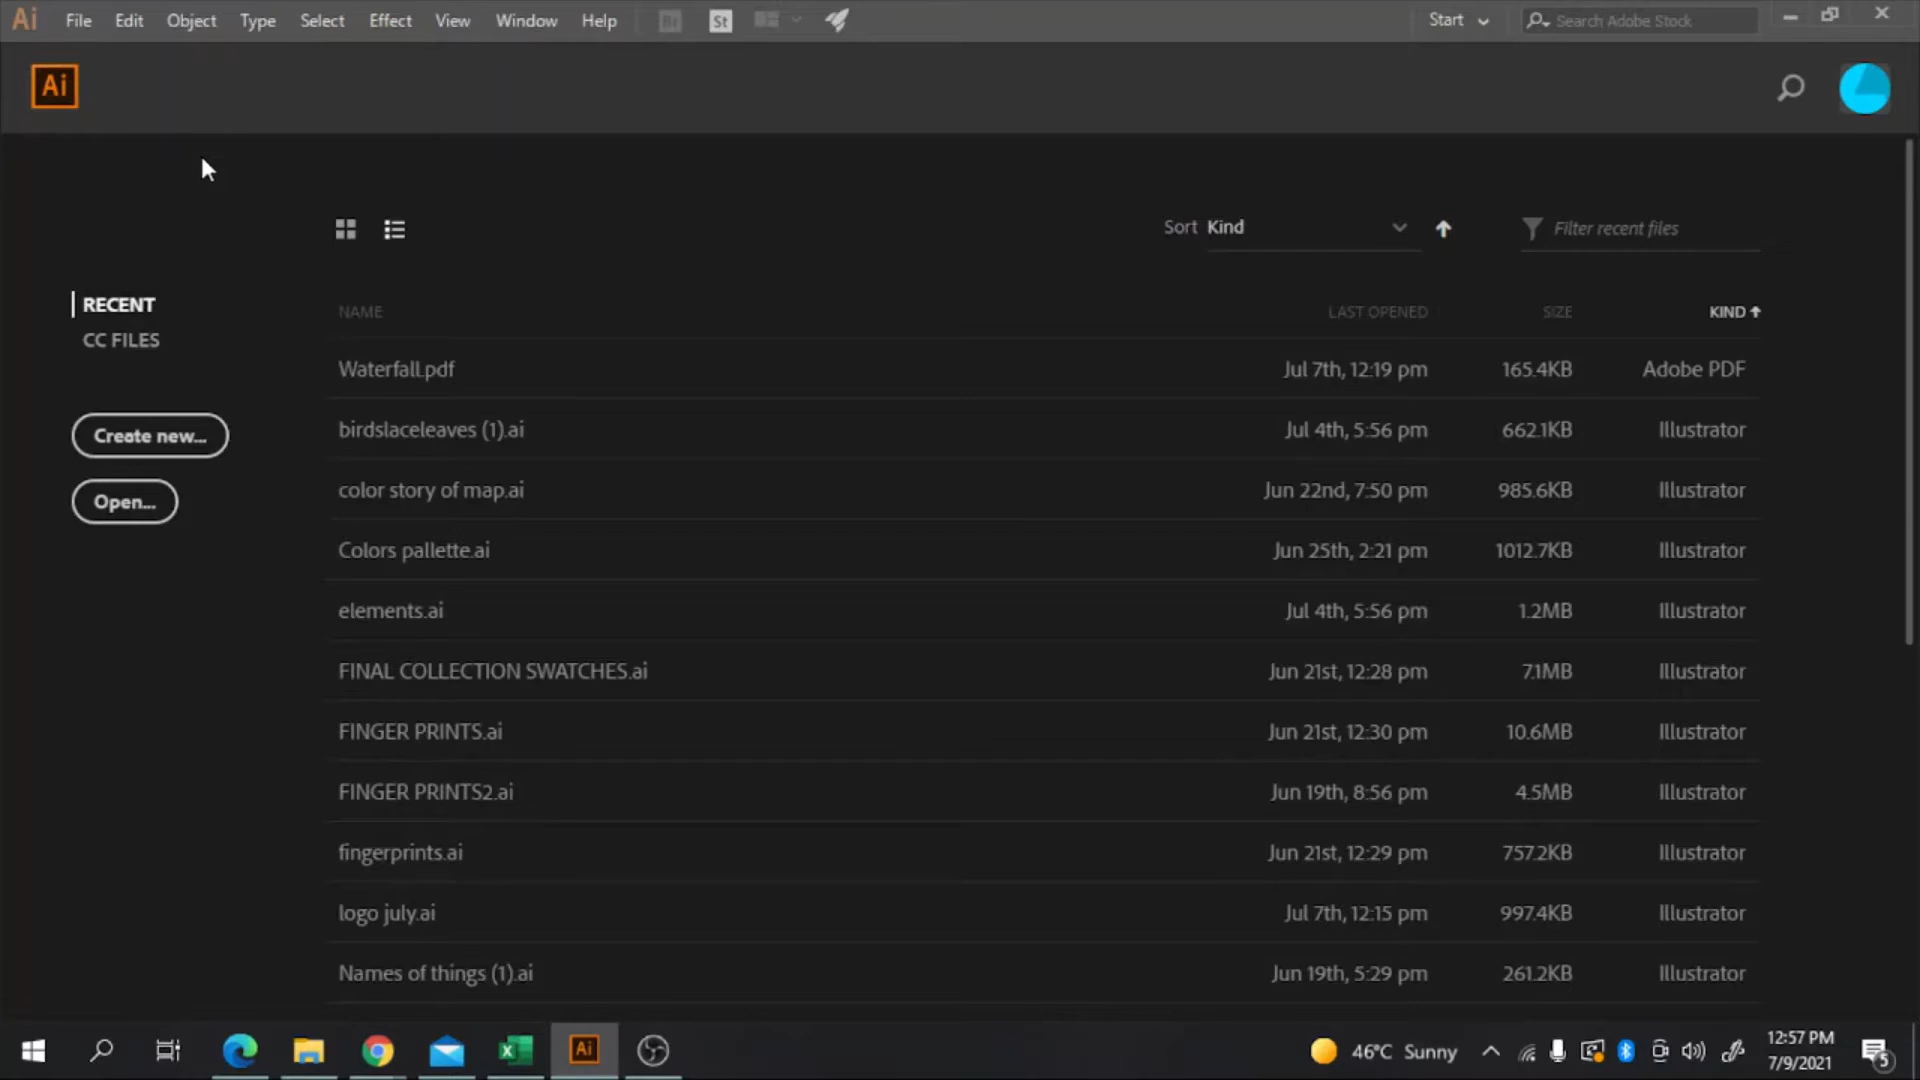 Ai File Edit Object Type Select Effect View Window Help Br St Start Search Adobe Stock
Ai
Sort Kind Filter recent files
RECENT
CC FILES
Create new...
Open...
NAME LAST OPENED SIZE KIND
Waterfall.pdf Jul 7th, 12:19 pm 165.4KB Adobe PDF
birdslaceleaves (1).ai Jul 4th, 5:56 pm 662.1KB Illustrator
color story of map.ai Jun 22nd, 7:50 pm 985.6KB Illustrator
Colors pallette.ai Jun 25th, 2:21 pm 1012.7KB Illustrator
elements.ai Jul 4th, 5:56 pm 1.2MB Illustrator
FINAL COLLECTION SWATCHES.ai Jun 21st, 12:28 pm 7.1MB Illustrator
FINGER PRINTS.ai Jun 21st, 12:30 pm 10.6MB Illustrator
FINGER PRINTS2.ai Jun 19th, 8:56 pm 4.5MB Illustrator
fingerprints.ai Jun 21st, 12:29 pm 757.2KB Illustrator
logo july.ai Jul 7th, 12:15 pm 997.4KB Illustrator
Names of things (1).ai Jun 19th, 5:29 pm 261.2KB Illustrator
Ai 46°C Sunny 12:57 PM
7/9/2021
5